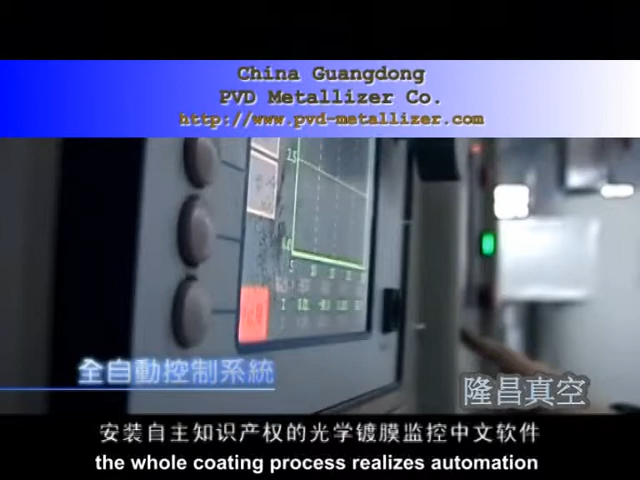 China Guangdong
PVD Metallizer Co.
http://www.pvd-metallizer.com
2.5
全自動控制系統
隆昌真空
安装自主知识产权的光学镀膜监控中文软件
the whole coating process realizes automation